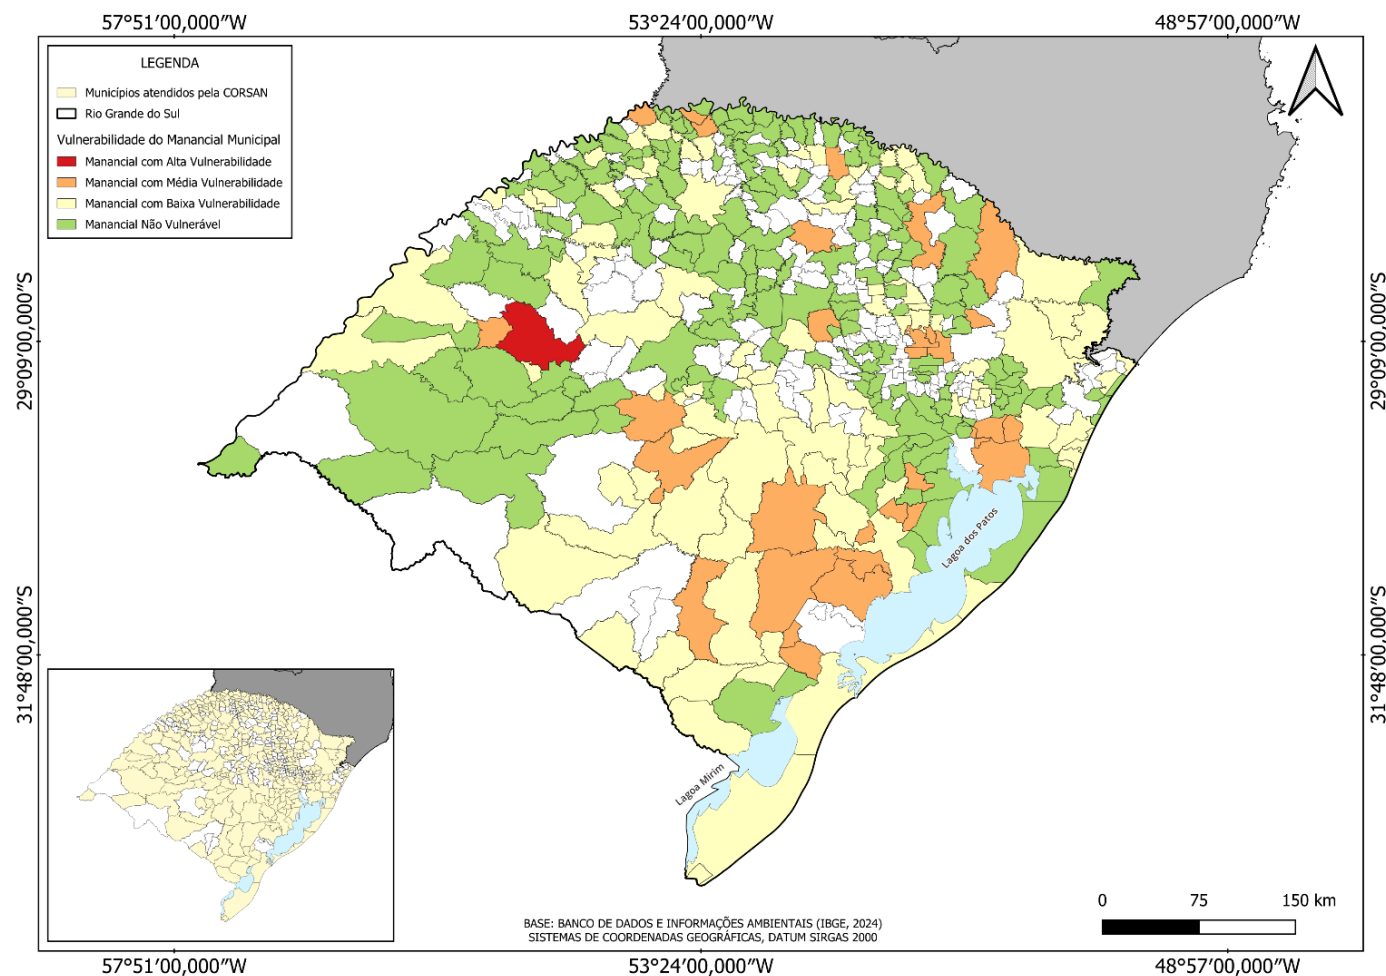 57°51′00,000″W
53°24′00,000″W
48°57′00,000″W
LEGENDA
Municípios atendidos pela CORSAN
Rio Grande do Sul
Vulnerabilidade do Manancial Municipal
Manancial com Alta Vulnerabilidade
Manancial com Média Vulnerabilidade
Manancial com Baixa Vulnerabilidade
Manancial Não Vulnerável
29°09′00,000″S
29°09′00,000″S
Lagoa dos Patos
31°48′00,000″S
31°48′00,000″S
Lagoa Mirim
0 75 150 km
BASE: BANCO DE DADOS E INFORMAÇÕES AMBIENTAIS (IBGE, 2024)
SISTEMAS DE COORDENADAS GEOGRÁFICAS, DATUM SIRGAS 2000
57°51′00,000″W
53°24′00,000″W
48°57′00,000″W